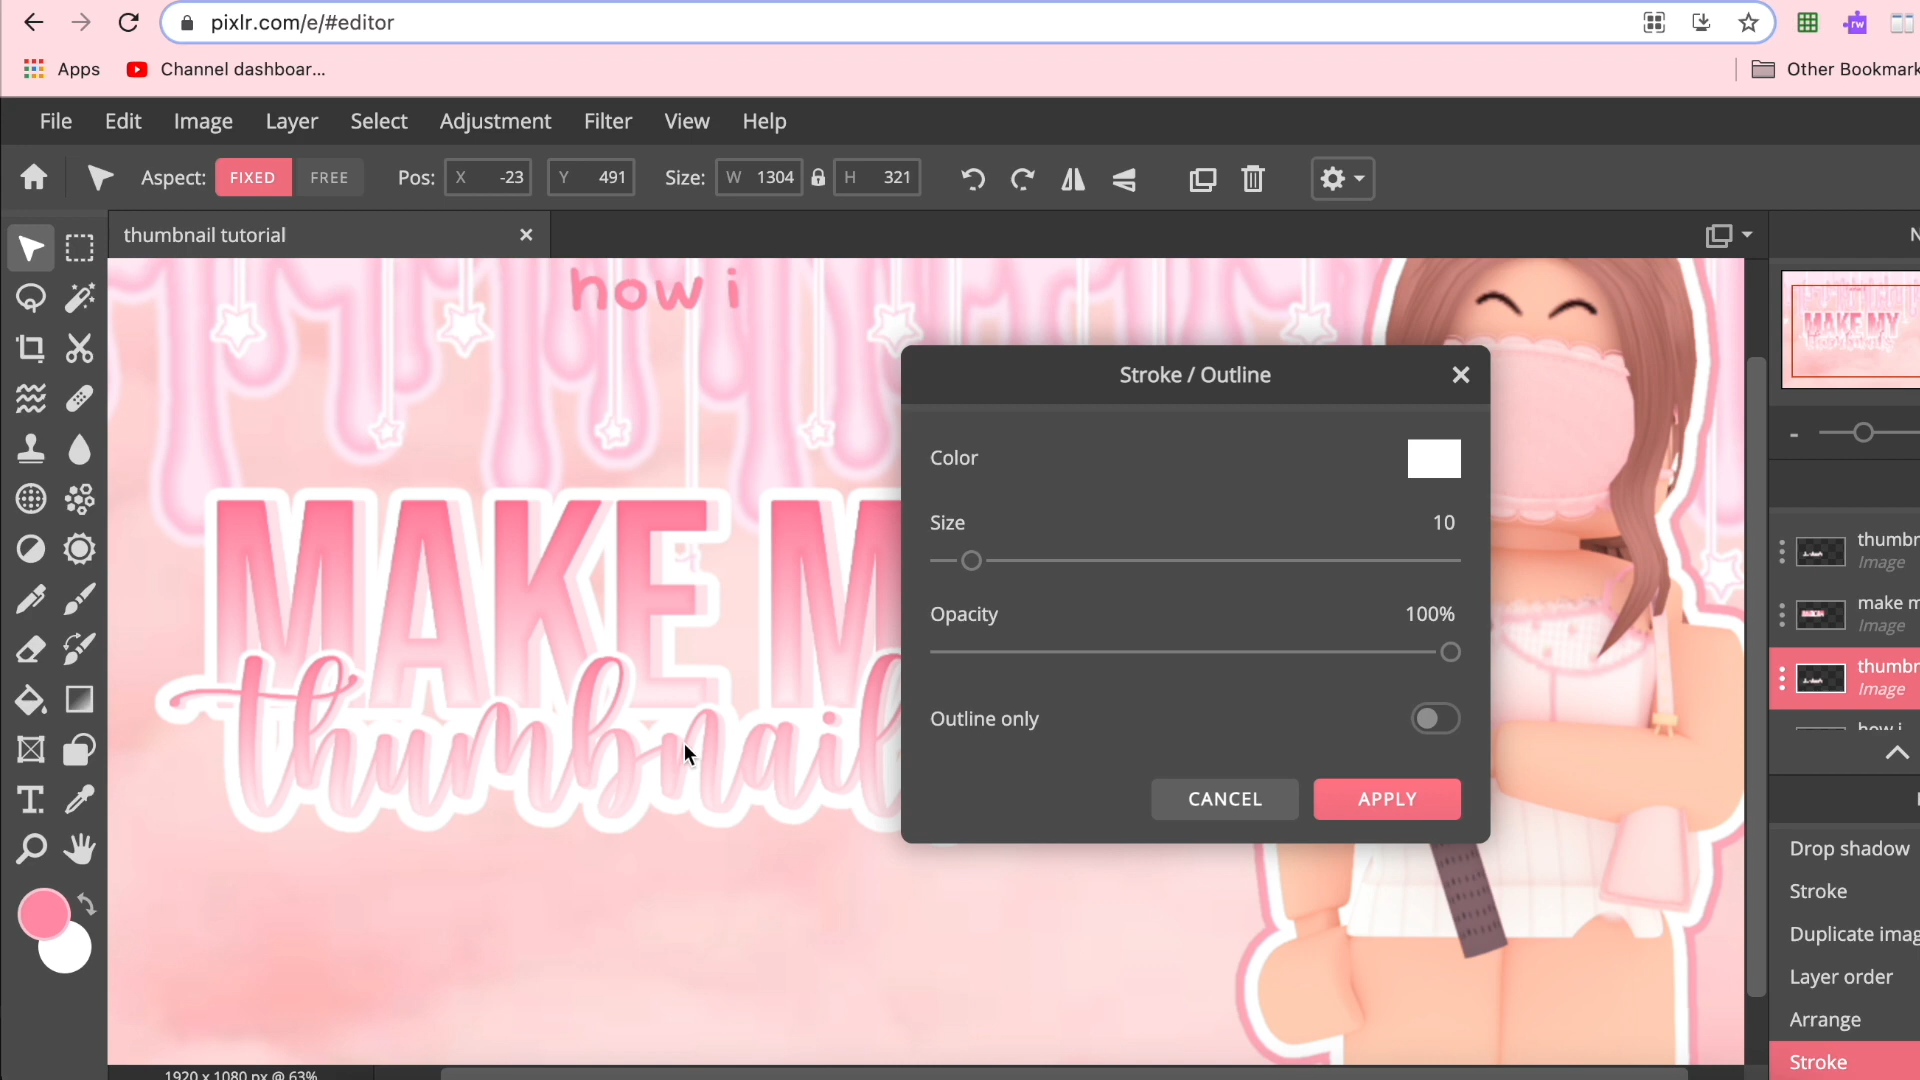 pixlr.com/e/#editor
Apps
Channel dashboar...
Other Bookmark
File Edit Image Layer Select Adjustment Filter View Help
Aspect: FIXED FREE Pos: X -23 Y 491 Size: W 1304 H 321
thumbnail tutorial
N
how i
MAKE MY
thumbnails
MAKE M
thumbnail
Stroke / Outline
Color
Size 10
Opacity 100%
Outline only
CANCEL APPLY
thumbr
Image
make m
Image
thumbr
Image
how i
Drop shadow
Stroke
Duplicate imag
Layer order
Arrange
Stroke
1920 x 1080 px @ 63%